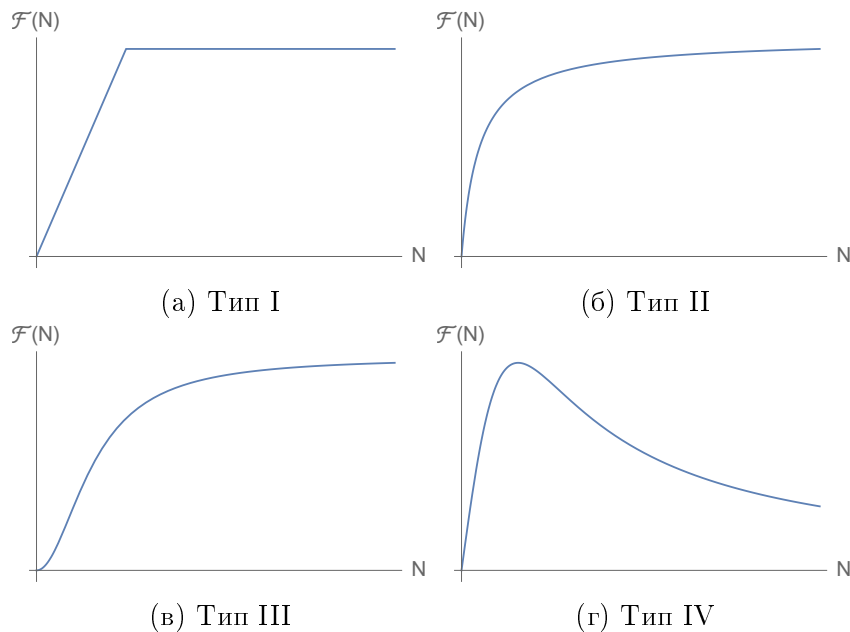 ℱ(N)
ℱ(N)
N
N
(а) Тип I
(б) Тип II
ℱ(N)
ℱ(N)
N
N
(в) Тип III
(г) Тип IV